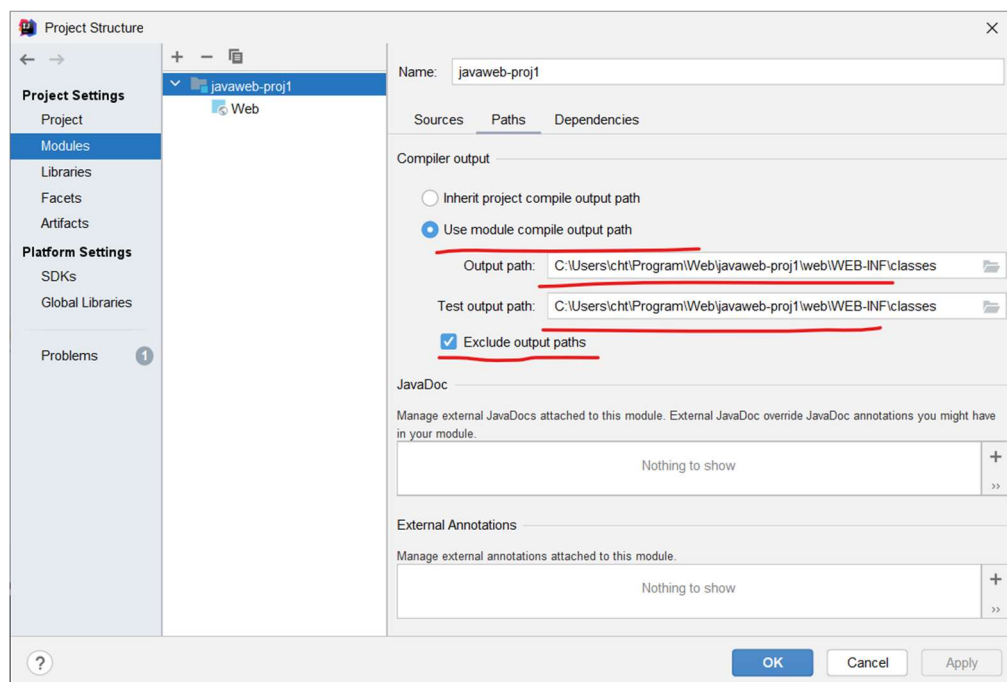 Project Structure
Project Settings
Project
Modules
Libraries
Facets
Artifacts
Platform Settings
SDKs
Global Libraries
Problems 1
javaweb-proj1
Web
Name: javaweb-proj1
Sources Paths Dependencies
Compiler output
Inherit project compile output path
Use module compile output path
Output path: C:\Users\cht\Program\Web\javaweb-proj1\web\WEB-INF\classes
Test output path: C:\Users\cht\Program\Web\javaweb-proj1\web\WEB-INF\classes
Exclude output paths
JavaDoc
Manage external JavaDocs attached to this module. External JavaDoc override JavaDoc annotations you might have
in your module.
Nothing to show
External Annotations
Manage external annotations attached to this module.
Nothing to show
?
OK Cancel Apply